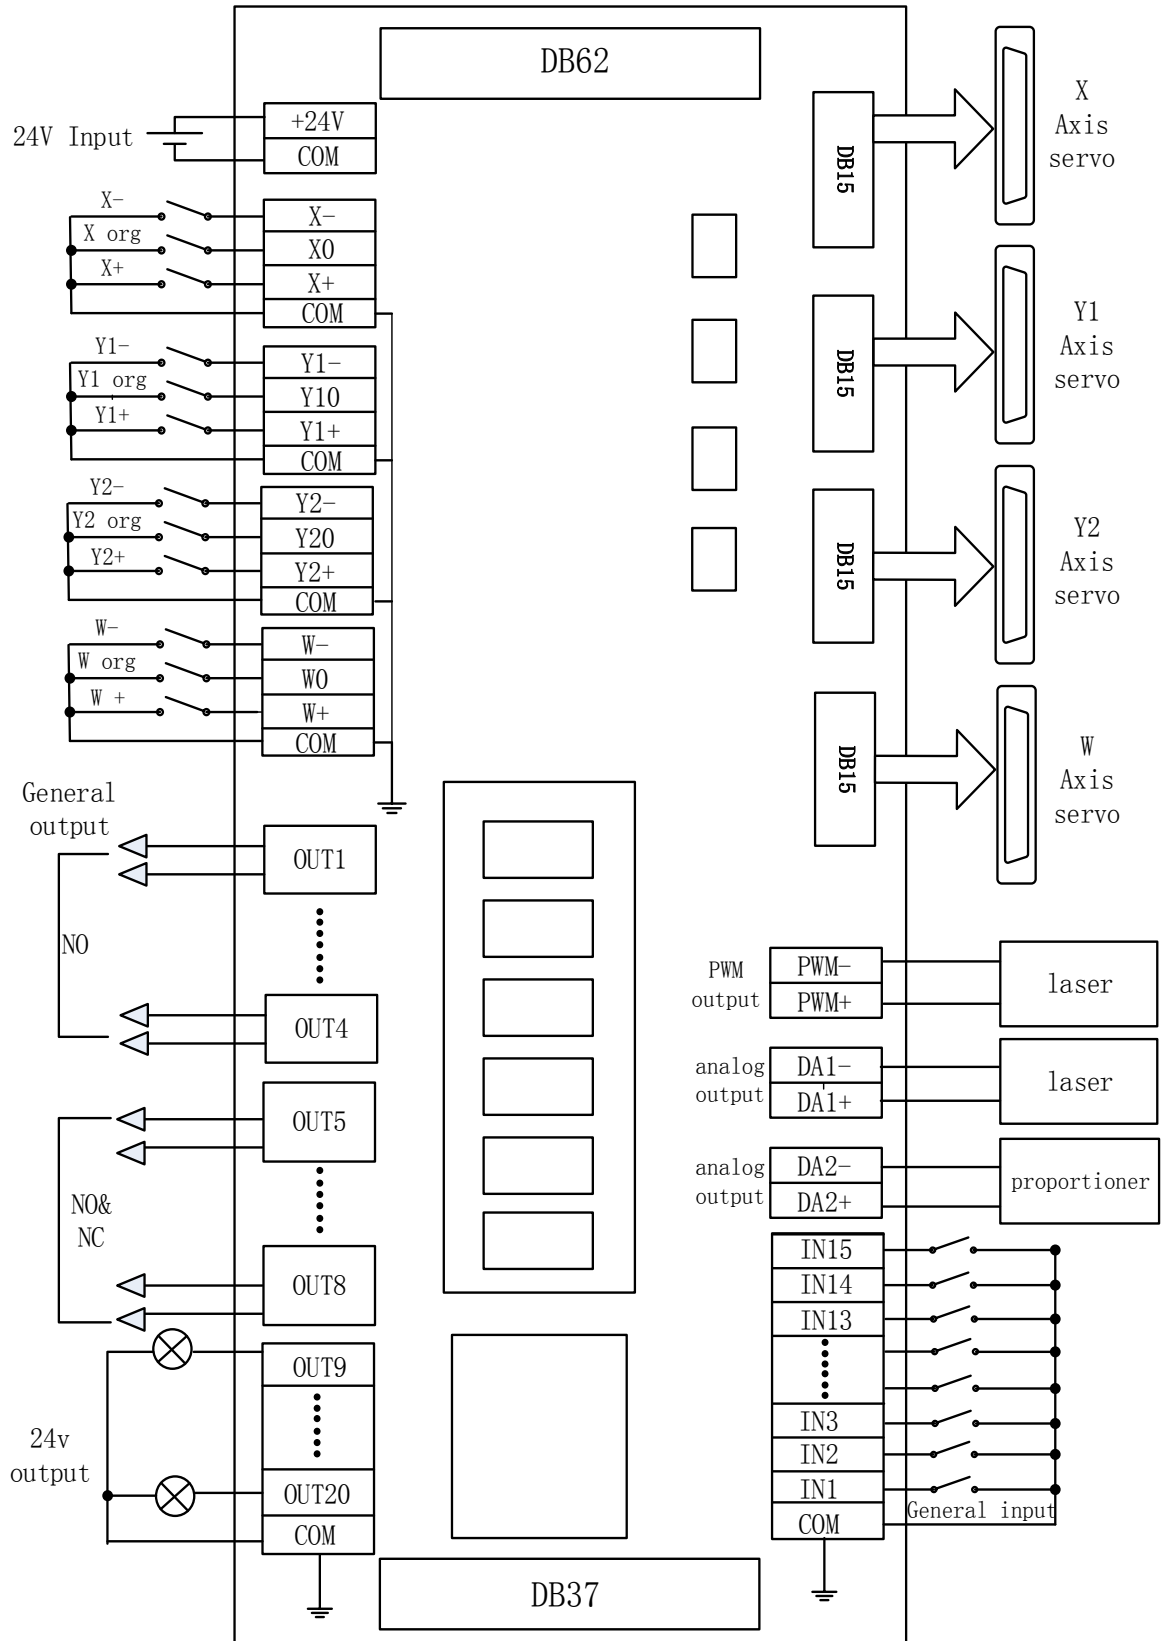 DB62
24V Input
+24V
COM
X-
X org
X+
X-
X0
X+
COM
Y1-
Y1 org
Y1+
Y1-
Y10
Y1+
COM
Y2-
Y2 org
Y2+
Y2-
Y20
Y2+
COM
W-
W org
W +
W-
W0
W+
COM
General
output
NO
OUT1
OUT4
NO&
NC
OUT5
OUT8
24v
output
OUT9
OUT20
COM
DB15
X
Axis
servo
DB15
Y1
Axis
servo
DB15
Y2
Axis
servo
DB15
W
Axis
servo
PWM
output
PWM-
PWM+
laser
analog
output
DA1-
DA1+
laser
analog
output
DA2-
DA2+
proportioner
IN15
IN14
IN13
IN3
IN2
IN1
COM
General input
DB37